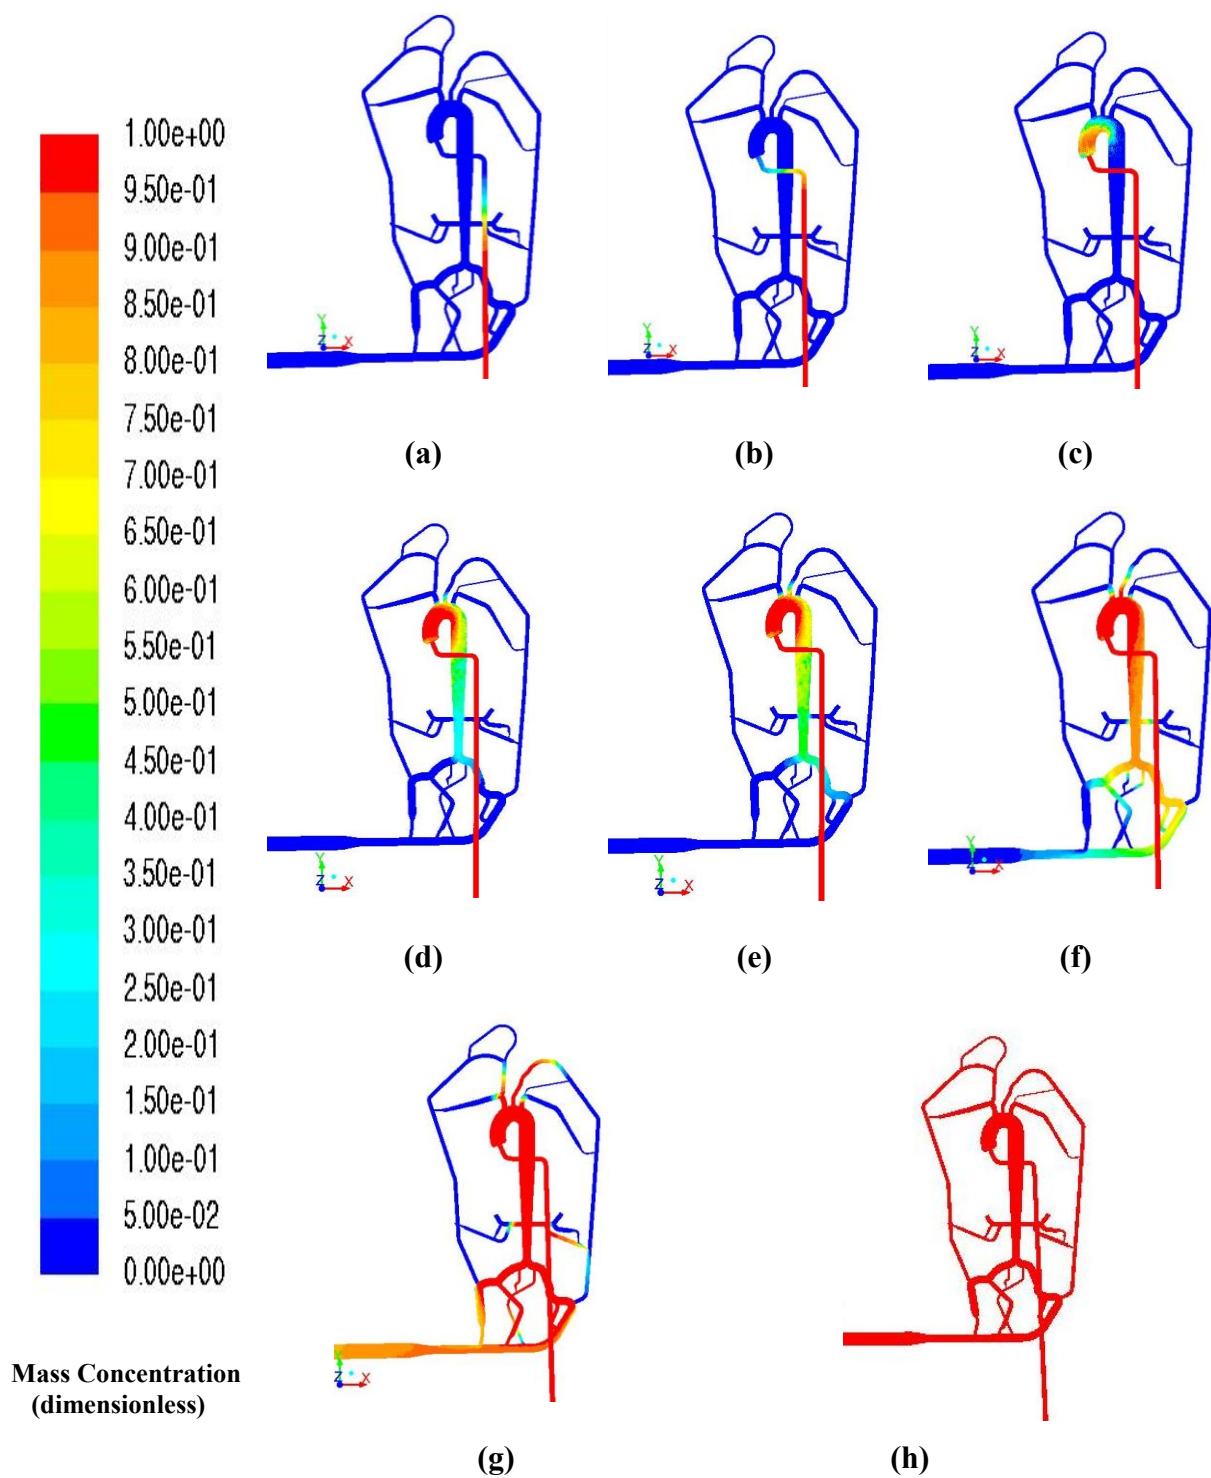 1.00e+00
9.50e-01
9.00e-01
8.50e-01
8.00e-01
7.50e-01
7.00e-01
6.50e-01
6.00e-01
5.50e-01
5.00e-01
4.50e-01
4.00e-01
3.50e-01
3.00e-01
2.50e-01
2.00e-01
1.50e-01
1.00e-01
5.00e-02
0.00e+00
Mass Concentration
(dimensionless)
Y
Z X
(a)
Y
Z X
(b)
Y
Z X
(c)
Y
Z X
(d)
Y
Z X
(e)
Y
Z X
(f)
Y
Z X
(g)
(h)